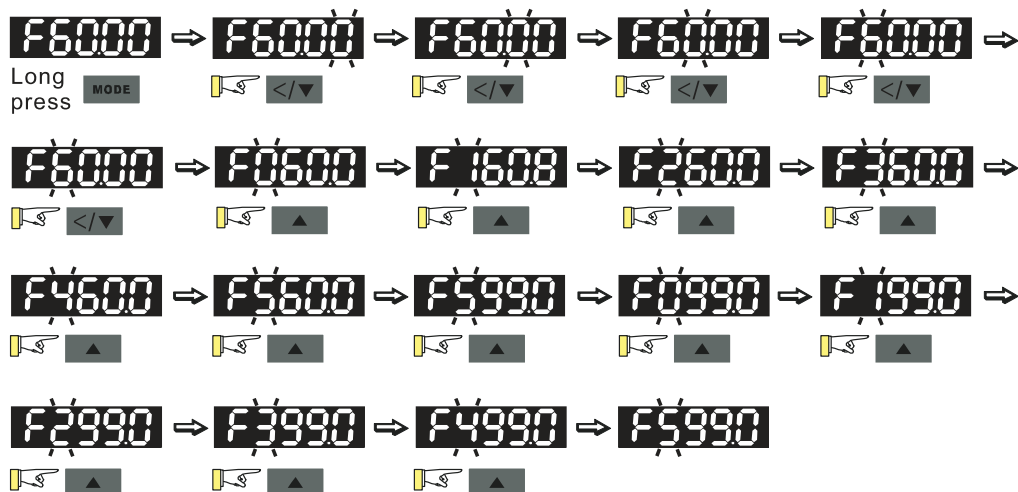 F60.00 F60.00 F60.00 F60.00 F60.00
Long
press MODE </▼ </▼ </▼ </▼
F60.00 F060.0 F160.8 F260.0 F360.0
</▼ ▲ ▲ ▲ ▲
F460.0 F560.0 F599.0 F099.0 F199.0
▲ ▲ ▲ ▲ ▲
F299.0 F399.0 F499.0 F599.0
▲ ▲ ▲